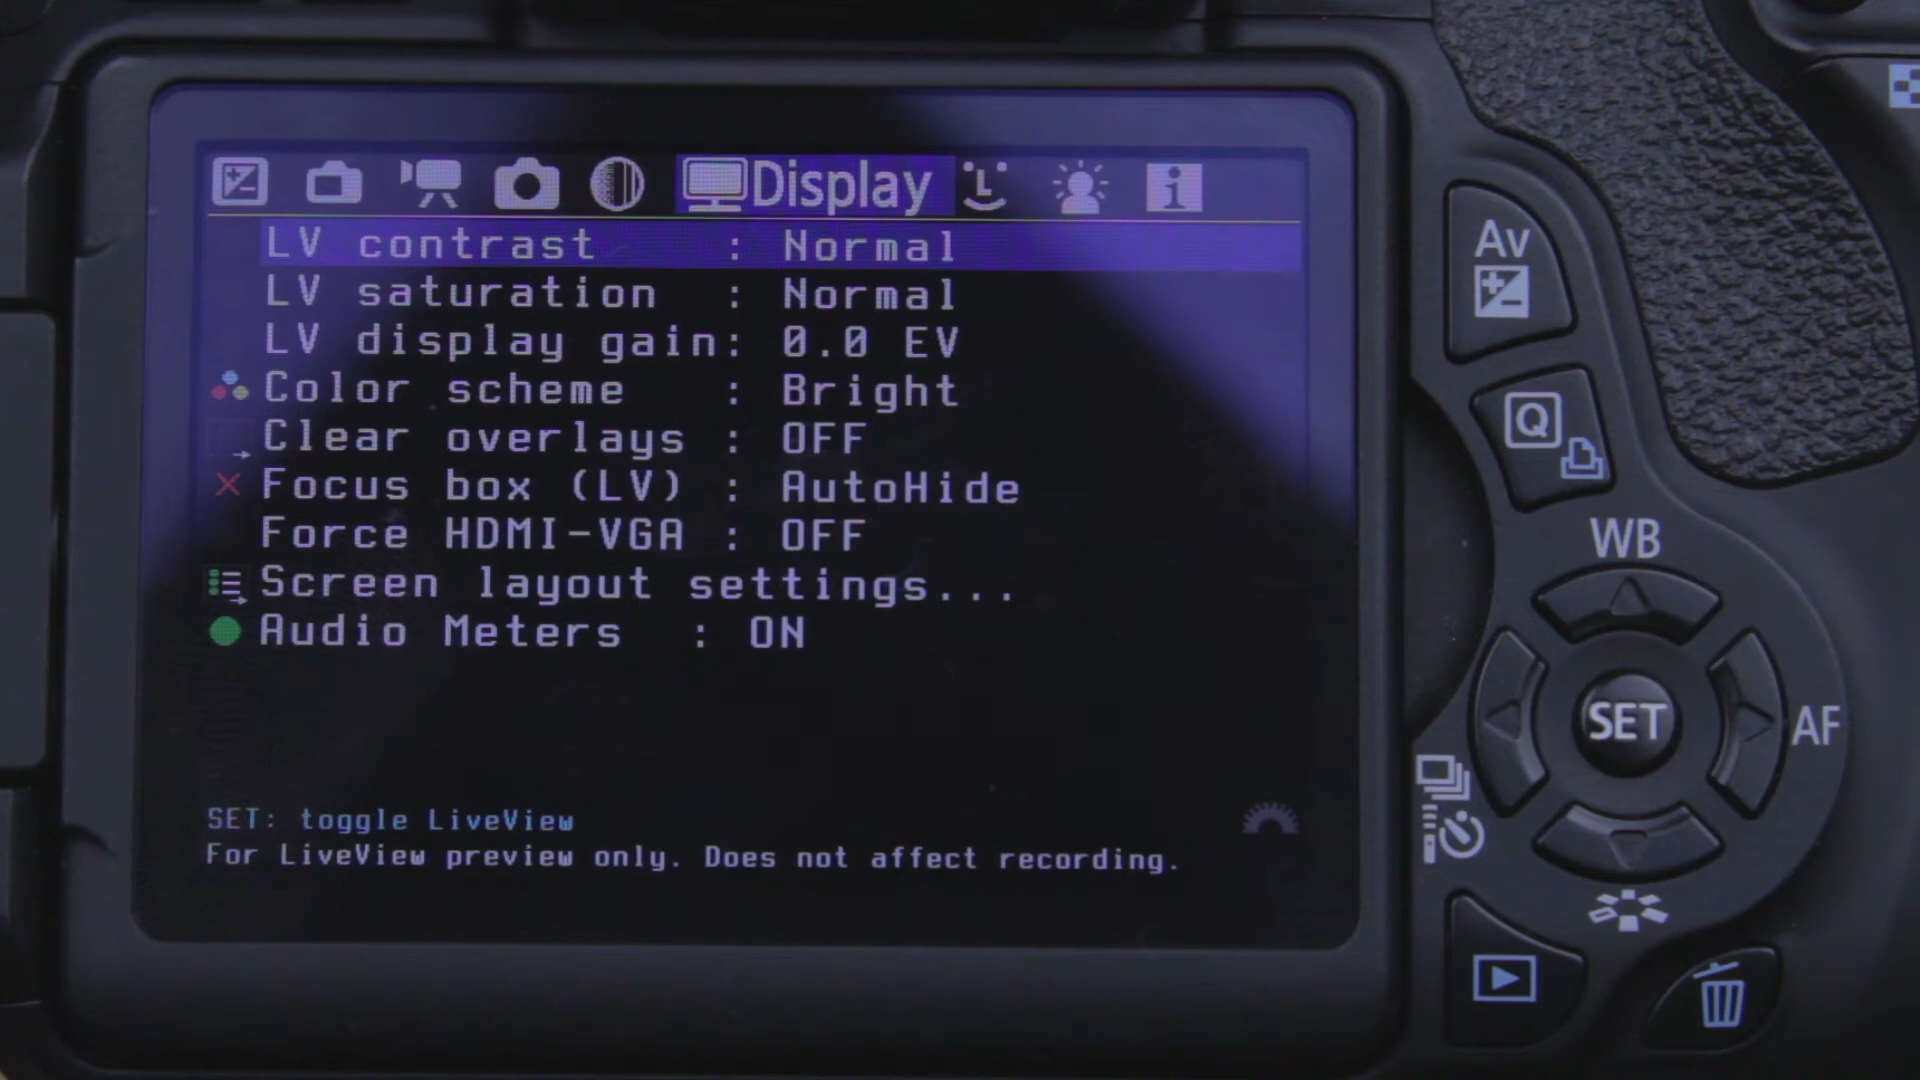 Display
LV contrast : Normal
LV saturation : Normal
LV display gain: 0.0 EV
Color scheme : Bright
Clear overlays : OFF
Focus box (LV) : AutoHide
Force HDMI-VGA : OFF
Screen layout settings...
Audio Meters : ON
SET: toggle LiveView
For LiveView preview only. Does not affect recording.
Av
Q
WB
SET
AF